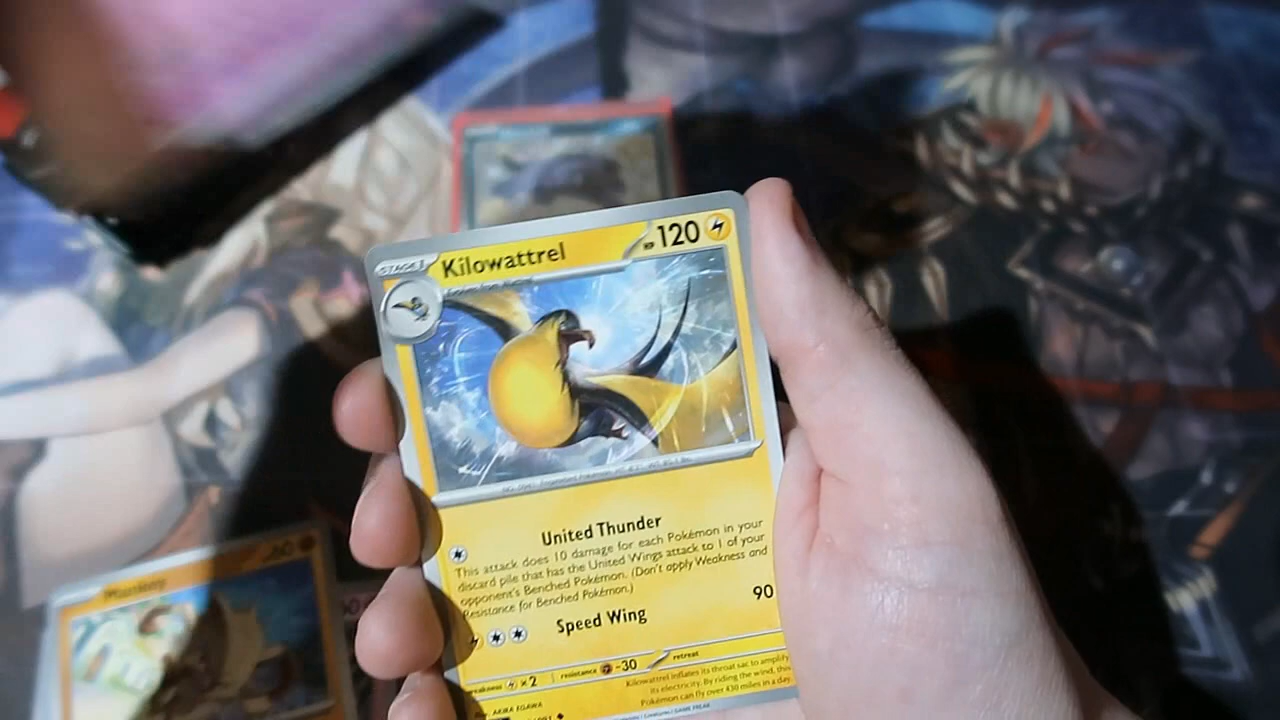 STAGE 1
Kilowattrel
HP 120
United Thunder
This attack does 10 damage for each Pokémon in your
discard pile that has the United Wings attack to 1 of your
opponent's Benched Pokémon. (Don't apply Weakness and
Resistance for Benched Pokémon.)
Speed Wing 90
weakness ×2 resistance -30 retreat
Kilowattrel inflates its throat sac to amplify
its electricity. By riding the wind, this
Pokémon can fly over 430 miles in a day.
AKIRA EGAWA
Mankey
60